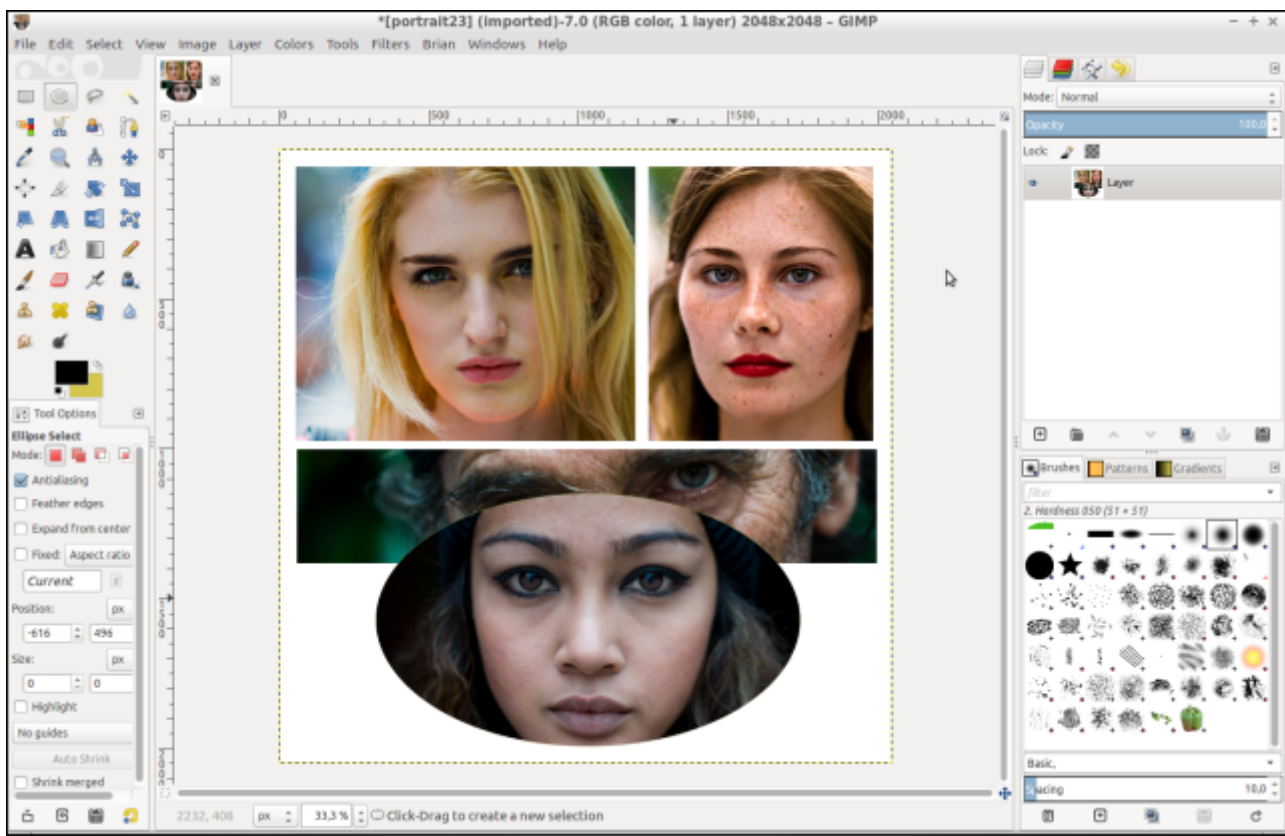 *[portrait23] (imported)-7.0 (RGB color, 1 layer) 2048x2048 – GIMP
File Edit Select View Image Layer Colors Tools Filters Brian Windows Help
Mode: Normal
Opacity 100,0
Lock:
Layer
0 500 1000 1500 2000
Tool Options
Ellipse Select
Mode:
Antialiasing
Feather edges
Expand from center
Fixed: Aspect ratio
Current
Position: px
-616 496
Size: px
0 0
Highlight
No guides
Auto Shrink
Shrink merged
Brushes Patterns Gradients
filter
2. Hardness 050 (51 × 51)
Basic,
Spacing 10,0
2232, 408 px 33,3 % Click-Drag to create a new selection